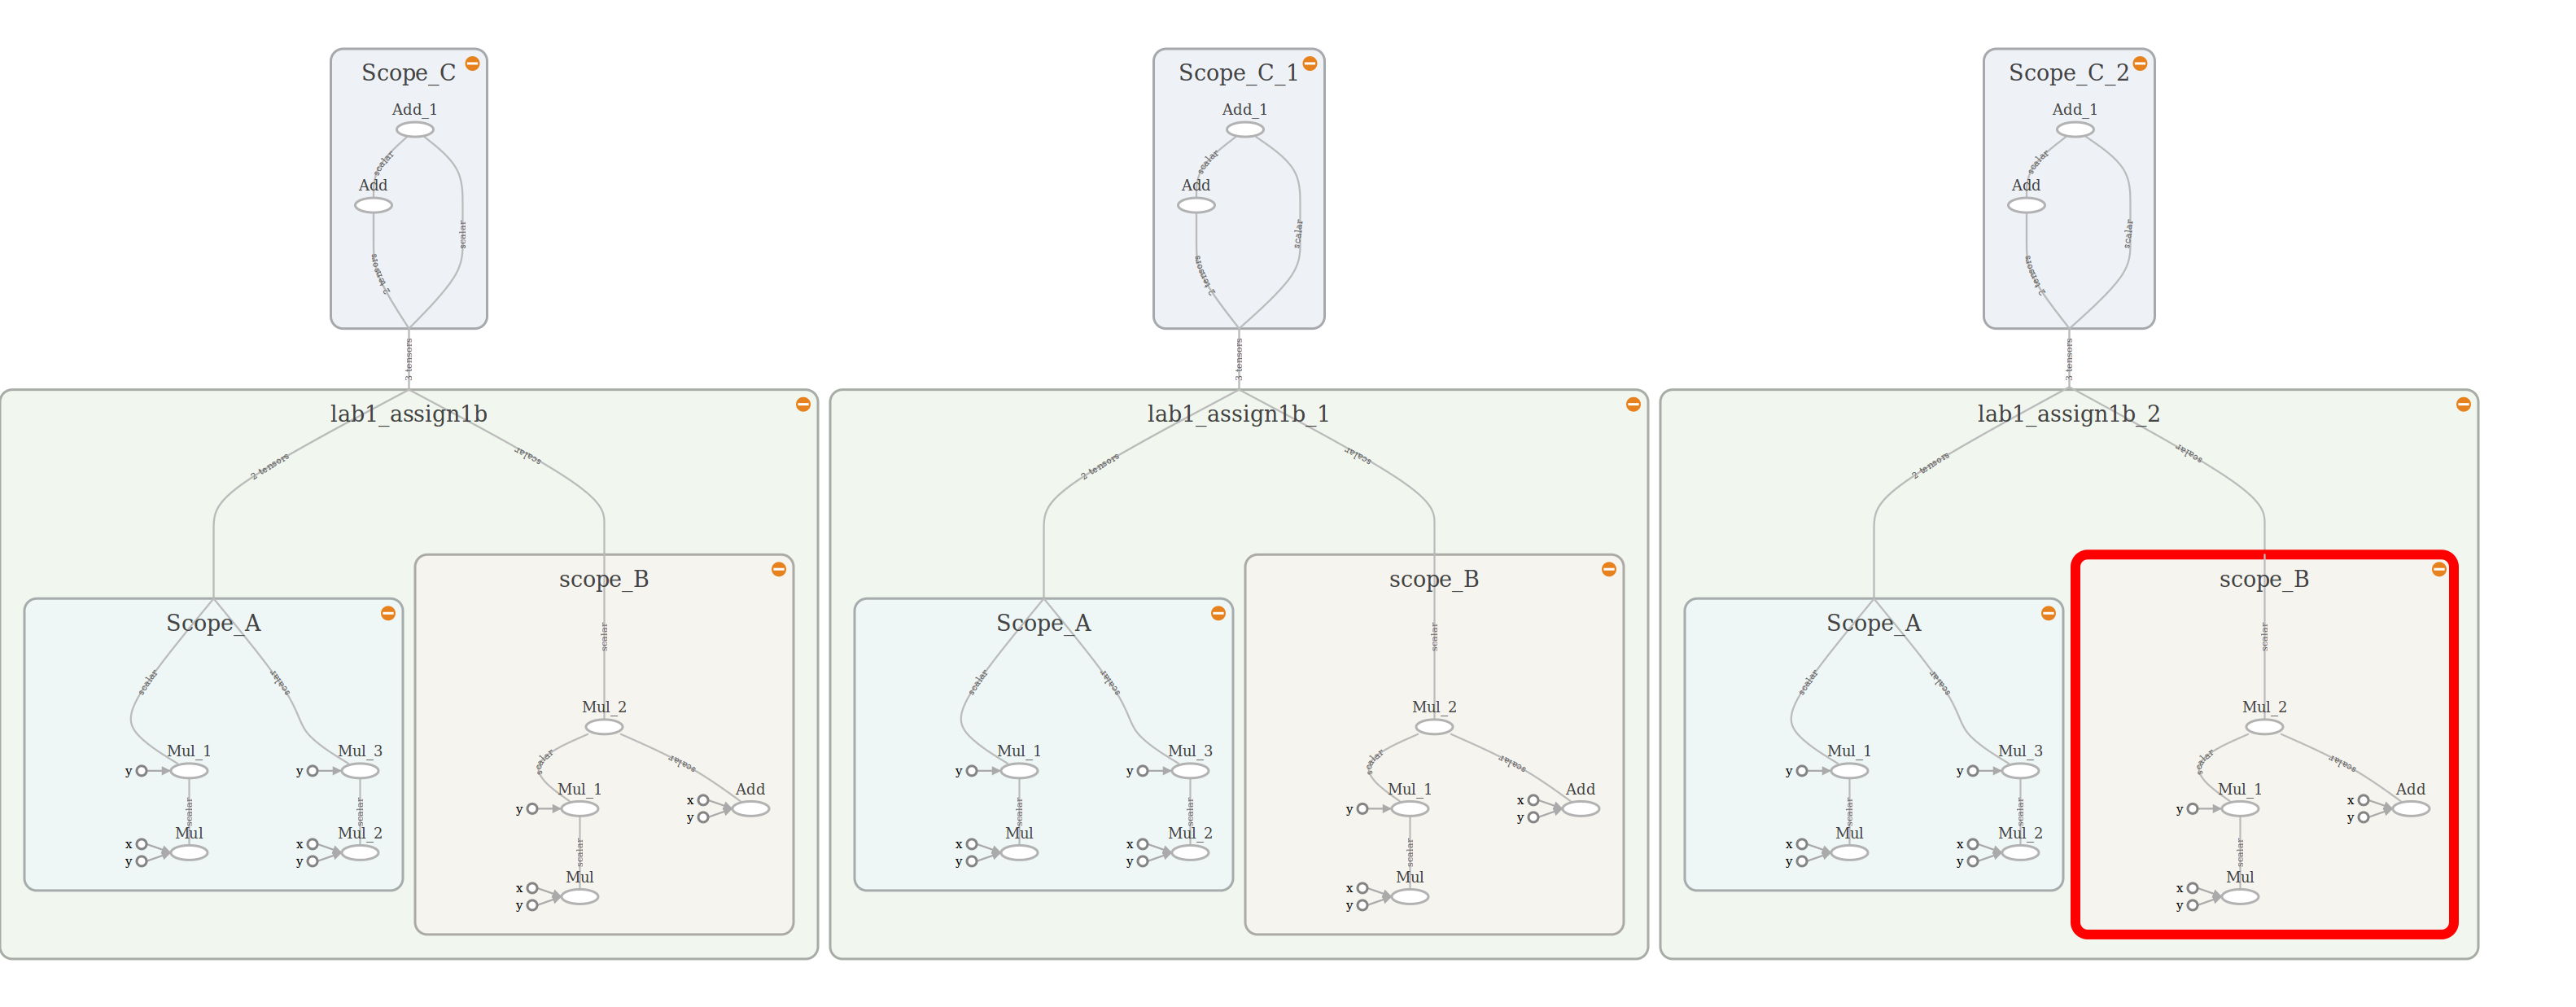 Scope_C
Add_1
scalar
Add
scalar
2 tensors
3 tensors
lab1_assign1b
2 tensors
scalar
Scope_A
scalar
scalar
Mul_1
y
Mul_3
y
scalar
scalar
Mul
x
y
Mul_2
x
y
scope_B
scalar
Mul_2
scalar
scalar
Mul_1
y
Add
x
y
scalar
Mul
x
y
Scope_C_1
Add_1
scalar
Add
scalar
2 tensors
3 tensors
lab1_assign1b_1
2 tensors
scalar
Scope_A
scalar
scalar
Mul_1
y
Mul_3
y
scalar
scalar
Mul
x
y
Mul_2
x
y
scope_B
scalar
Mul_2
scalar
scalar
Mul_1
y
Add
x
y
scalar
Mul
x
y
Scope_C_2
Add_1
scalar
Add
scalar
2 tensors
3 tensors
lab1_assign1b_2
2 tensors
scalar
Scope_A
scalar
scalar
Mul_1
y
Mul_3
y
scalar
scalar
Mul
x
y
Mul_2
x
y
scope_B
scalar
Mul_2
scalar
scalar
Mul_1
y
Add
x
y
scalar
Mul
x
y